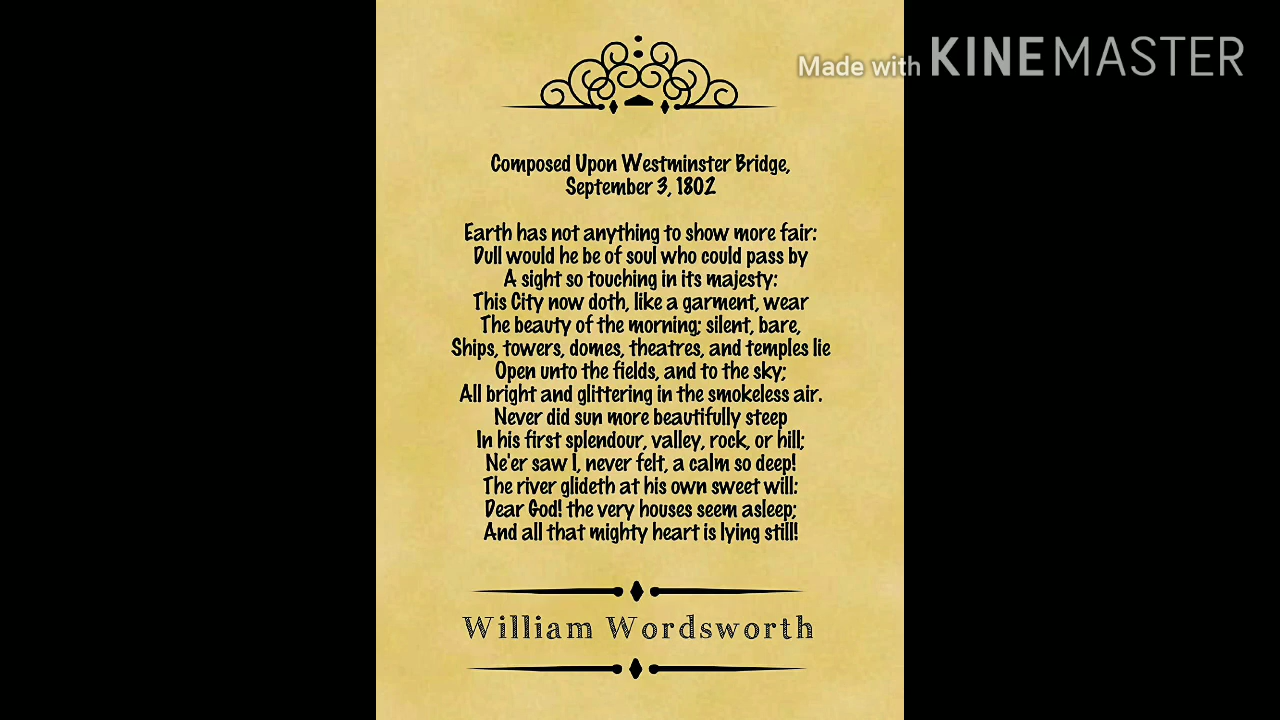 Made with KINEMASTER
Composed Upon Westminster Bridge,
September 3, 1802
Earth has not anything to show more fair:
Dull would he be of soul who could pass by
A sight so touching in its majesty:
This City now doth, like a garment, wear
The beauty of the morning; silent, bare,
Ships, towers, domes, theatres, and temples lie
Open unto the fields, and to the sky;
All bright and glittering in the smokeless air.
Never did sun more beautifully steep
In his first splendour, valley, rock, or hill;
Ne'er saw I, never felt, a calm so deep!
The river glideth at his own sweet will:
Dear God! the very houses seem asleep;
And all that mighty heart is lying still!
William Wordsworth